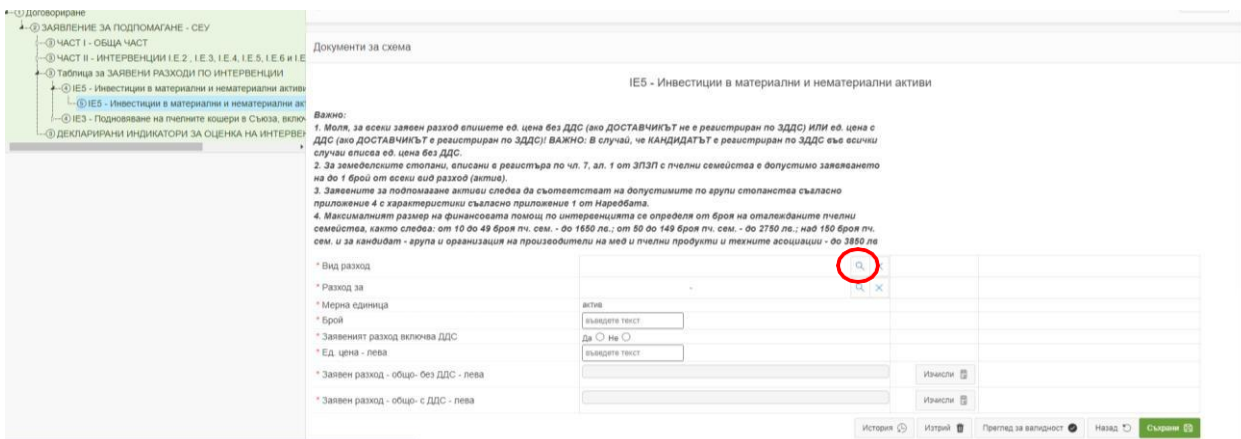 ① Договориране
② ЗАЯВЛЕНИЕ ЗА ПОДПОМАГАНЕ - СЕУ
③ ЧАСТ I - ОБЩА ЧАСТ
③ ЧАСТ II - ИНТЕРВЕНЦИИ I.E.2 , I.E.3, I.E.4, I.E.5, I.E.6 и I.E
③ Таблица за ЗАЯВЕНИ РАЗХОДИ ПО ИНТЕРВЕНЦИИ
④ IE5 - Инвестиции в материални и нематериални активи
⑤ IE5 - Инвестиции в материални и нематериални акт
④ IE3 - Подновяване на пчелните кошери в Съюза, включ
③ ДЕКЛАРИРАНИ ИНДИКАТОРИ ЗА ОЦЕНКА НА ИНТЕРВЕН
Документи за схема
IE5 - Инвестиции в материални и нематериални активи
Важно:
1. Моля, за всеки заявен разход впишете ед. цена без ДДС (ако ДОСТАВЧИКЪТ не е регистриран по ЗДДС) ИЛИ ед. цена с
ДДС (ако ДОСТАВЧИКЪТ е регистриран по ЗДДС)! ВАЖНО: В случай, че КАНДИДАТЪТ е регистриран по ЗДДС във всички
случаи вписва ед. цена без ДДС.
2. За земеделските стопани, вписани в регистъра по чл. 7, ал. 1 от ЗПЗП с пчелни семейства е допустимо заявяването
на до 1 брой от всеки вид разход (актив).
3. Заявените за подпомагане активи следва да съответстват на допустимите по групи стопанства съгласно
приложение 4 с характеристики съгласно приложение 1 от Наредбата.
4. Максималният размер на финансовата помощ по интервенцията се определя от броя на отглежданите пчелни
семейства, както следва: от 10 до 49 броя пч. сем. - до 1650 лв.; от 50 до 149 броя пч. сем. - до 2750 лв.; над 150 броя пч.
сем. и за кандидат - група и организация на производители на мед и пчелни продукти и техните асоциации - до 3850 лв
* Вид разход
* Разход за -
* Мерна единица актив
* Брой въведете текст
* Заявеният разход включва ДДС Да Не
* Ед. цена - лева въведете текст
* Заявен разход - общо- без ДДС - лева Изчисли
* Заявен разход - общо- с ДДС - лева Изчисли
История Изтрий Преглед за валидност Назад Съхрани